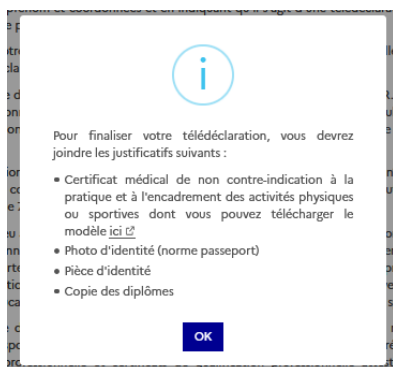 Pour finaliser votre télédéclaration, vous devrez
joindre les justificatifs suivants :
• Certificat médical de non contre-indication à la
pratique et à l'encadrement des activités physiques
ou sportives dont vous pouvez télécharger le
modèle ici
• Photo d'identité (norme passeport)
• Pièce d'identité
• Copie des diplômes
OK